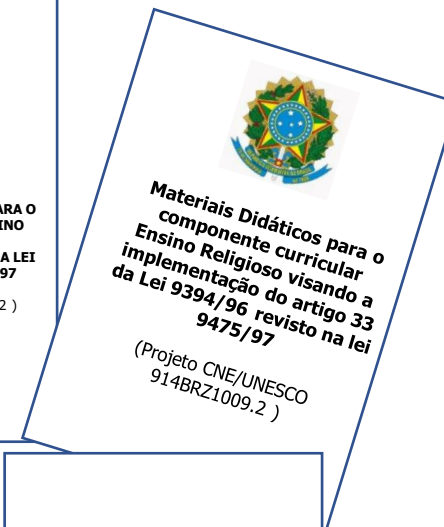 ARA O
INO
A LEI
97
2 )
Materiais Didáticos para o
componente curricular
Ensino Religioso visando a
implementação do artigo 33
da Lei 9394/96 revisto na lei
9475/97
(Projeto CNE/UNESCO
914BRZ1009.2 )